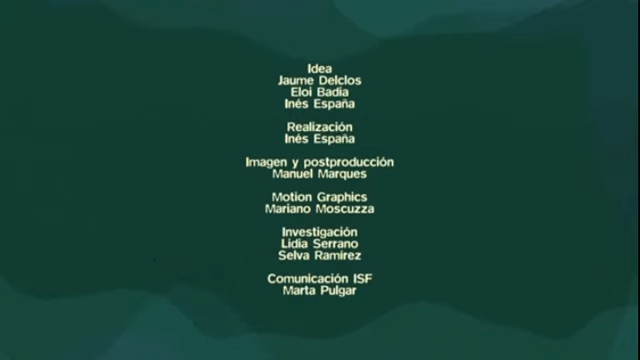 Idea
Jaume Delclos
Eloi Badia
Inés España
Realización
Inés España
Imagen y postproducción
Manuel Marques
Motion Graphics
Mariano Moscuzza
Investigación
Lidia Serrano
Selva Ramírez
Comunicación ISF
Marta Pulgar